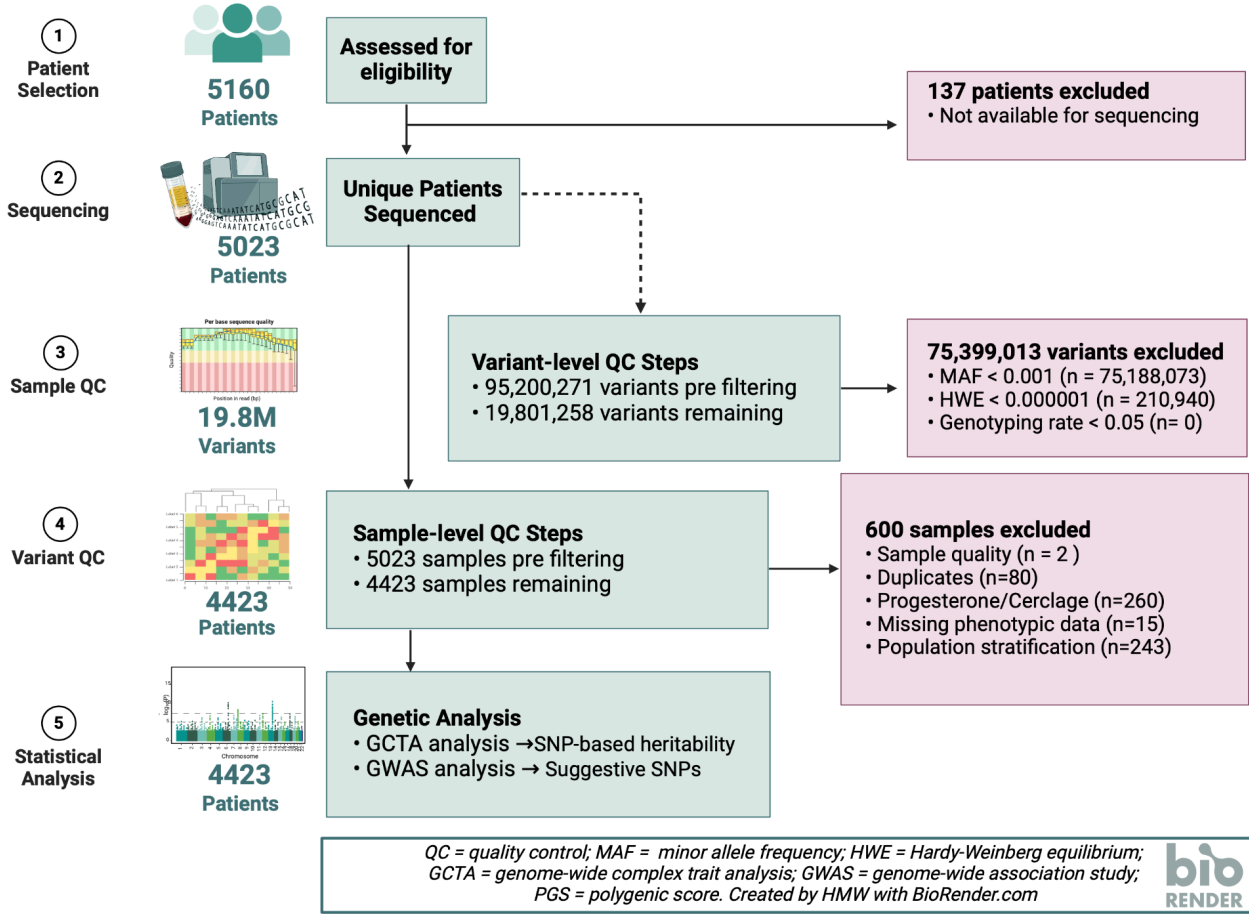 1
Patient
Selection
5160
Patients
Assessed for
eligibility
137 patients excluded
• Not available for sequencing
2
Sequencing
5023
Patients
Unique Patients
Sequenced
3
Sample QC
Per base sequence quality
Quality
Position in read (bp)
19.8M
Variants
Variant-level QC Steps
• 95,200,271 variants pre filtering
• 19,801,258 variants remaining
75,399,013 variants excluded
• MAF < 0.001 (n = 75,188,073)
• HWE < 0.000001 (n = 210,940)
• Genotyping rate < 0.05 (n= 0)
4
Variant QC
4423
Patients
Sample-level QC Steps
• 5023 samples pre filtering
• 4423 samples remaining
600 samples excluded
• Sample quality (n = 2 )
• Duplicates (n=80)
• Progesterone/Cerclage (n=260)
• Missing phenotypic data (n=15)
• Population stratification (n=243)
5
Statistical
Analysis
Chromosome
4423
Patients
Genetic Analysis
• GCTA analysis →SNP-based heritability
• GWAS analysis → Suggestive SNPs
QC = quality control; MAF = minor allele frequency; HWE = Hardy-Weinberg equilibrium;
GCTA = genome-wide complex trait analysis; GWAS = genome-wide association study;
PGS = polygenic score. Created by HMW with BioRender.com
bio
RENDER